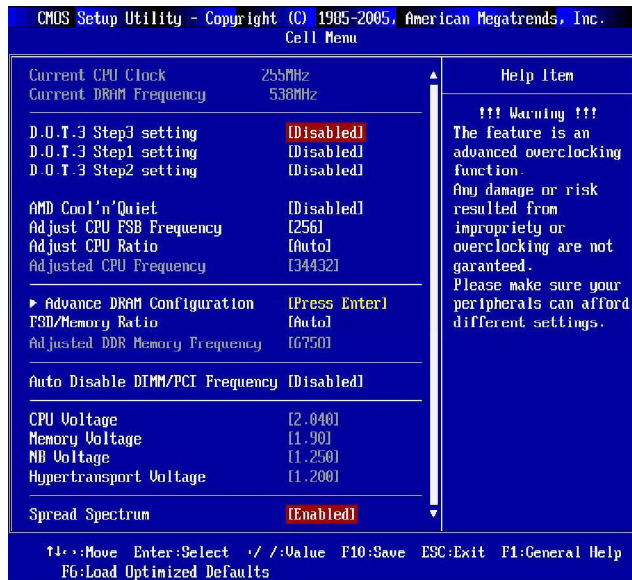 CMOS Setup Utility - Copyright (C) 1985-2005, American Megatrends, Inc.
Cell Menu
Current CPU Clock 255MHz
Current DRAM Frequency 538MHz
D.O.T.3 Step3 setting [Disabled]
D.O.T.3 Step1 setting [Disabled]
D.O.T.3 Step2 setting [Disabled]
AMD Cool'n'Quiet [Disabled]
Adjust CPU FSB Frequency [256]
Adjust CPU Ratio [Auto]
Adjusted CPU Frequency [34432]
► Advance DRAM Configuration [Press Enter]
FSB/Memory Ratio [Auto]
Adjusted DDR Memory Frequency [6750]
Auto Disable DIMM/PCI Frequency [Disabled]
CPU Voltage [2.040]
Memory Voltage [1.90]
NB Voltage [1.250]
Hypertransport Voltage [1.200]
Spread Spectrum [Enabled]
Help Item
!!! Warning !!!
The feature is an
advanced overclocking
function.
Any damage or risk
resulted from
impropriety or
overclocking are not
garanteed.
Please make sure your
peripherals can afford
different settings.
↑↓←→:Move Enter:Select +/-/:Value F10:Save ESC:Exit F1:General Help
F6:Load Optimized Defaults